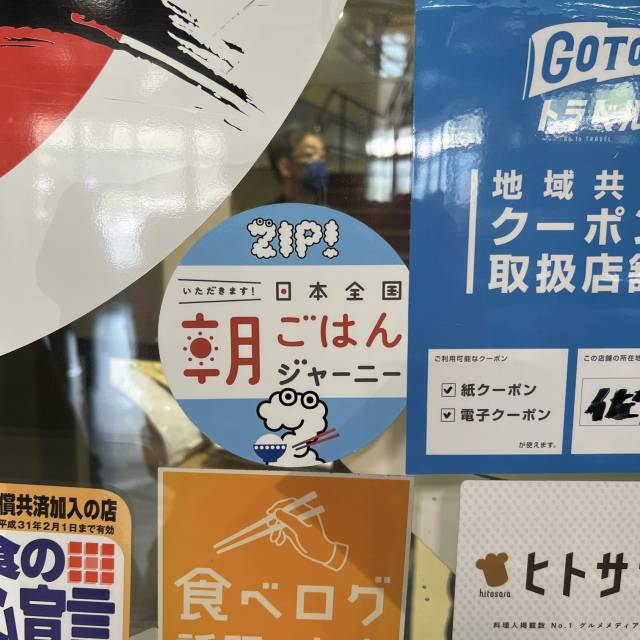 ZIP!
いただきます!
日本全国
朝ごはん
ジャーニー
GOTO
トラベル
Go To TRAVEL
地域共
クーポン
取扱店舗
ご利用可能なクーポン
紙クーポン
電子クーポン
が使えます。
この店舗の所在地
償共済加入の店
平成31年2月1日まで有効
食の
宣言
食べログ
ヒトサ
hitosara
料理人掲載数 No.1 グルメメディア